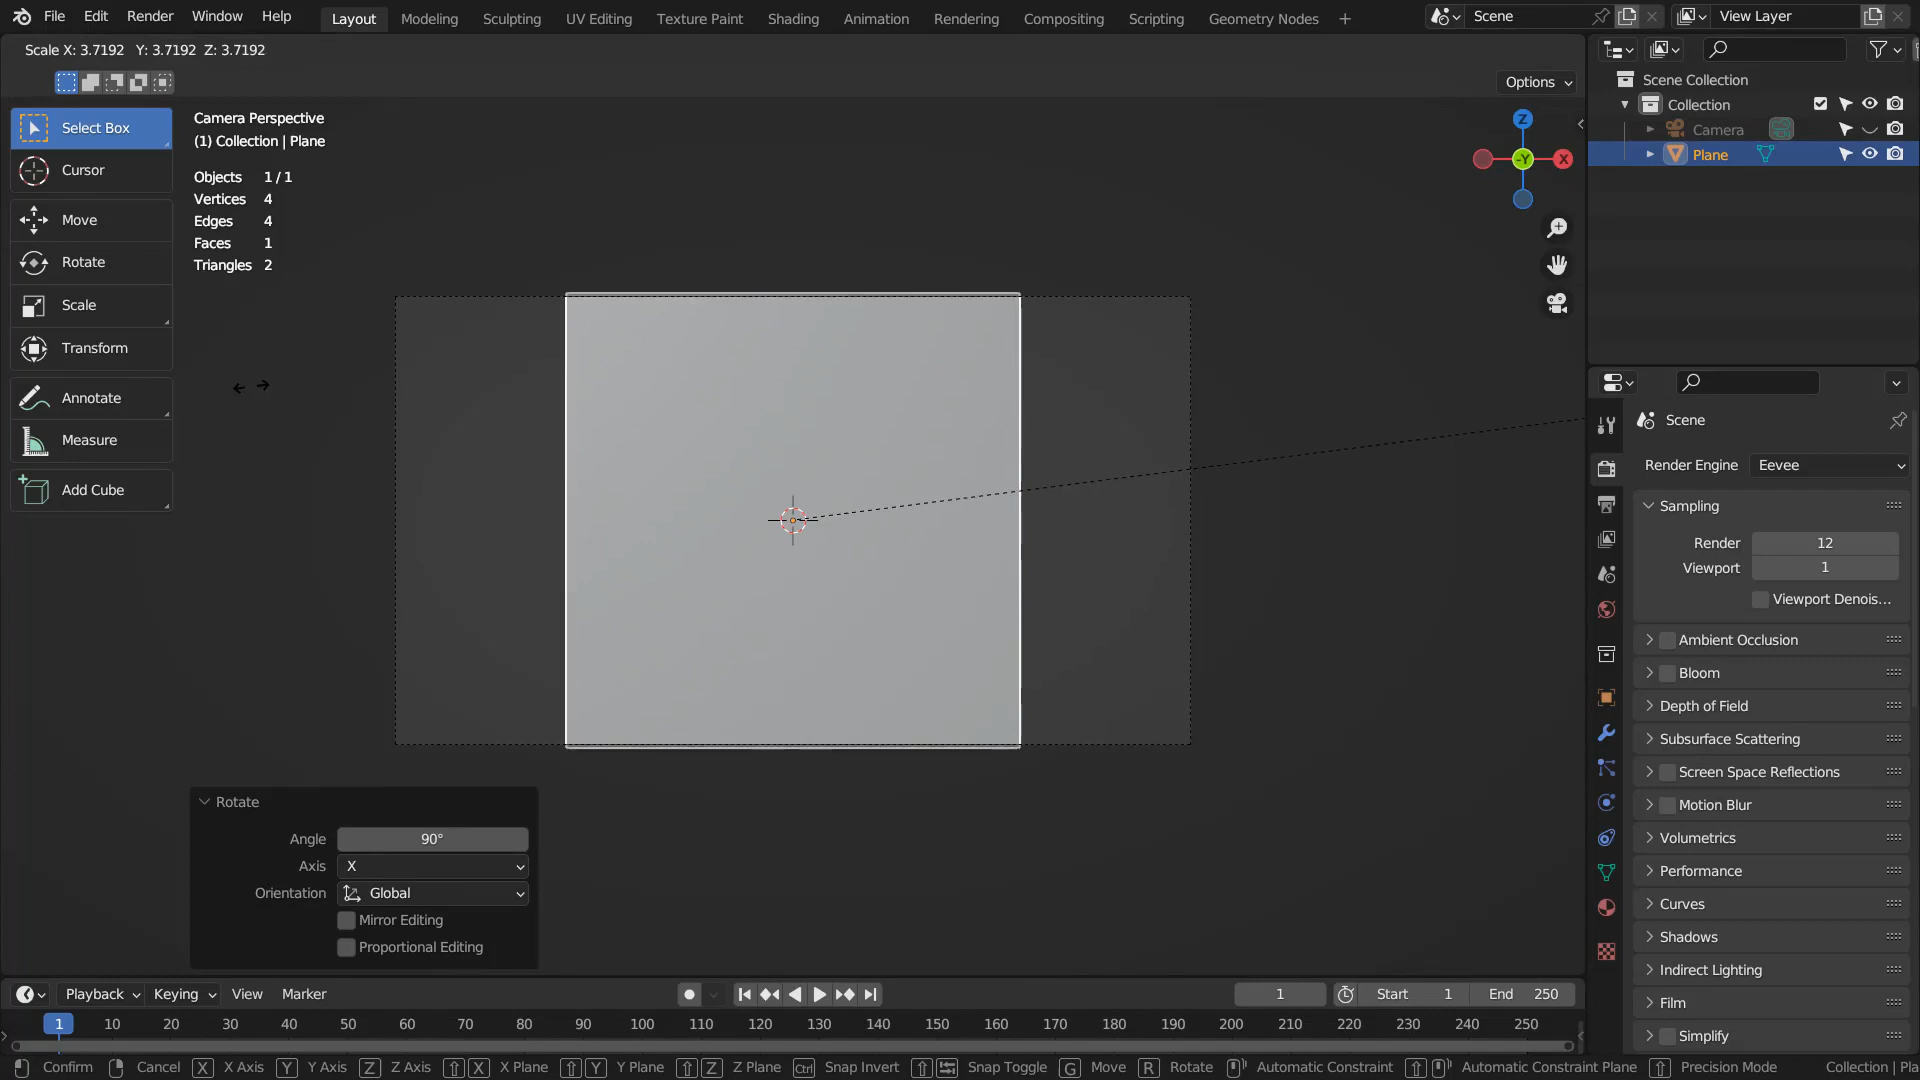 File Edit Render Window Help Layout Modeling Sculpting UV Editing Texture Paint Shading Animation Rendering Compositing Scripting Geometry Nodes + Scene View Layer
Scale X: 3.7192 Y: 3.7192 Z: 3.7192
Options
Select Box
Cursor
Move
Rotate
Scale
Transform
Annotate
Measure
Add Cube
Camera Perspective
(1) Collection | Plane
Objects 1 / 1
Vertices 4
Edges 4
Faces 1
Triangles 2
Z
-Y X
Rotate
Angle 90°
Axis X
Orientation Global
Mirror Editing
Proportional Editing
Scene Collection
Collection
Camera
Plane
Scene
Render Engine Eevee
Sampling
Render 12
Viewport 1
Viewport Denois...
Ambient Occlusion
Bloom
Depth of Field
Subsurface Scattering
Screen Space Reflections
Motion Blur
Volumetrics
Performance
Curves
Shadows
Indirect Lighting
Film
Simplify
Playback Keying View Marker 1 Start 1 End 250
1 10 20 30 40 50 60 70 80 90 100 110 120 130 140 150 160 170 180 190 200 210 220 230 240 250
Confirm Cancel X X Axis Y Y Axis Z Z Axis X X Plane Y Y Plane Z Z Plane Ctrl Snap Invert Snap Toggle G Move R Rotate Automatic Constraint Automatic Constraint Plane Precision Mode Collection | Pla